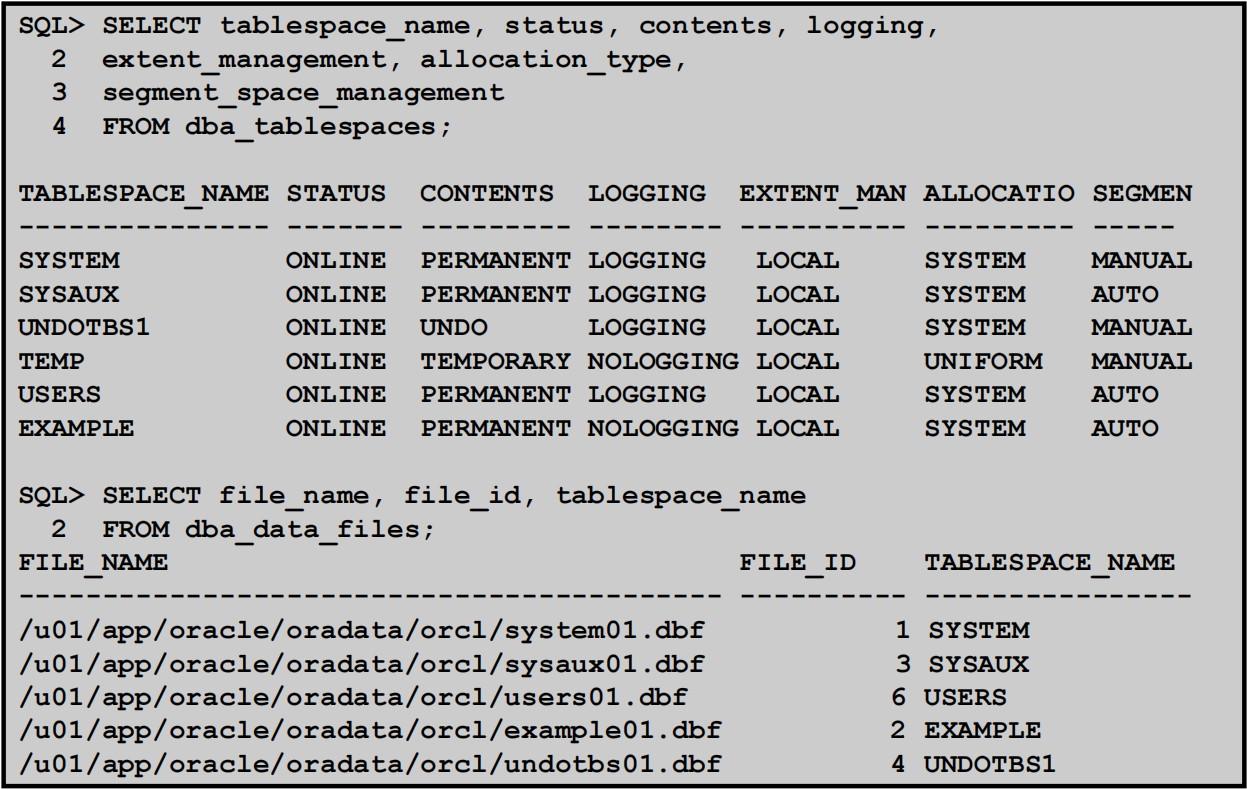 SQL> SELECT tablespace_name, status, contents, logging,
  2  extent_management, allocation_type,
  3  segment_space_management
  4  FROM dba_tablespaces;

TABLESPACE_NAME STATUS  CONTENTS  LOGGING  EXTENT_MAN ALLOCATIO SEGMEN
--------------- ------- --------- -------- ---------- --------- -----
SYSTEM          ONLINE  PERMANENT LOGGING   LOCAL     SYSTEM    MANUAL
SYSAUX          ONLINE  PERMANENT LOGGING   LOCAL     SYSTEM    AUTO
UNDOTBS1        ONLINE  UNDO      LOGGING   LOCAL     SYSTEM    MANUAL
TEMP            ONLINE  TEMPORARY NOLOGGING LOCAL     UNIFORM   MANUAL
USERS           ONLINE  PERMANENT LOGGING   LOCAL     SYSTEM    AUTO
EXAMPLE         ONLINE  PERMANENT NOLOGGING LOCAL     SYSTEM    AUTO

SQL> SELECT file_name, file_id, tablespace_name
  2  FROM dba_data_files;
FILE_NAME                                  FILE_ID    TABLESPACE_NAME
------------------------------------------ ---------- ----------------
/u01/app/oracle/oradata/orcl/system01.dbf           1 SYSTEM
/u01/app/oracle/oradata/orcl/sysaux01.dbf           3 SYSAUX
/u01/app/oracle/oradata/orcl/users01.dbf            6 USERS
/u01/app/oracle/oradata/orcl/example01.dbf          2 EXAMPLE
/u01/app/oracle/oradata/orcl/undotbs01.dbf          4 UNDOTBS1